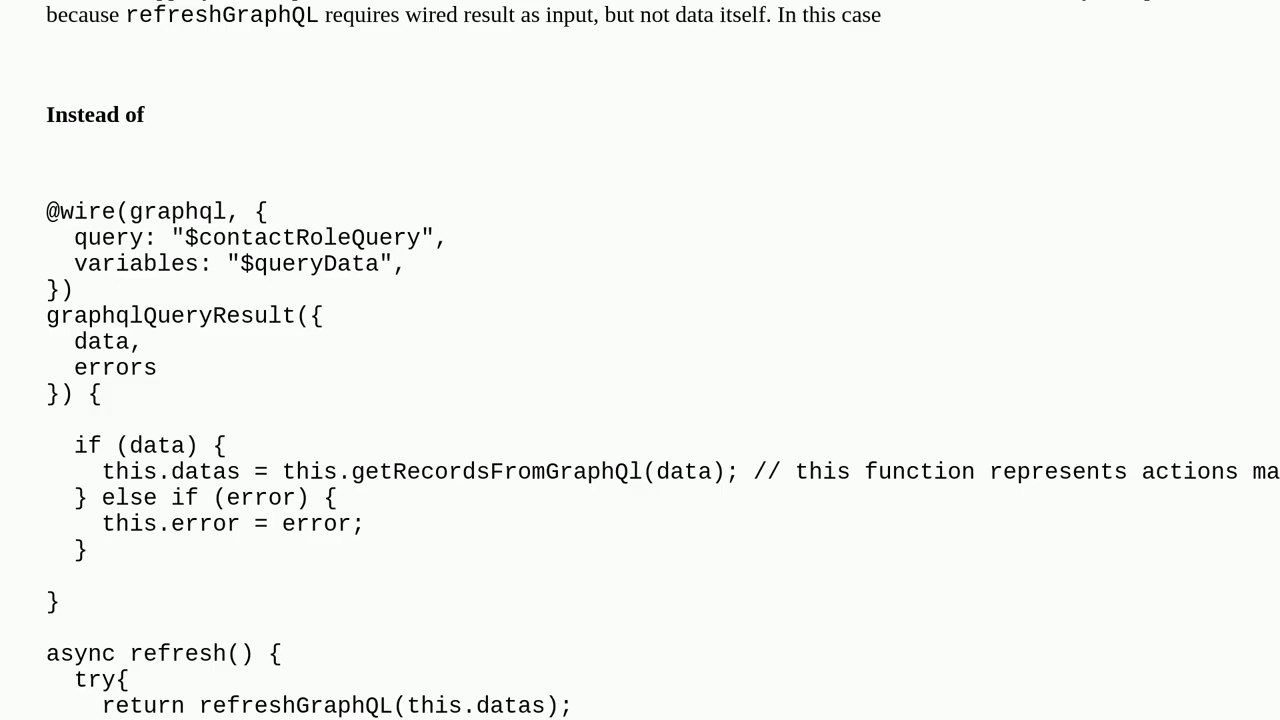 because refreshGraphQL requires wired result as input, but not data itself. In this case
Instead of
@wire(graphql, {
  query: "$contactRoleQuery",
  variables: "$queryData",
})
graphqlQueryResult({
  data,
  errors
}) {
  if (data) {
    this.datas = this.getRecordsFromGraphQl(data); // this function represents actions ma
  } else if (error) {
    this.error = error;
  }
}
async refresh() {
  try{
    return refreshGraphQL(this.datas);